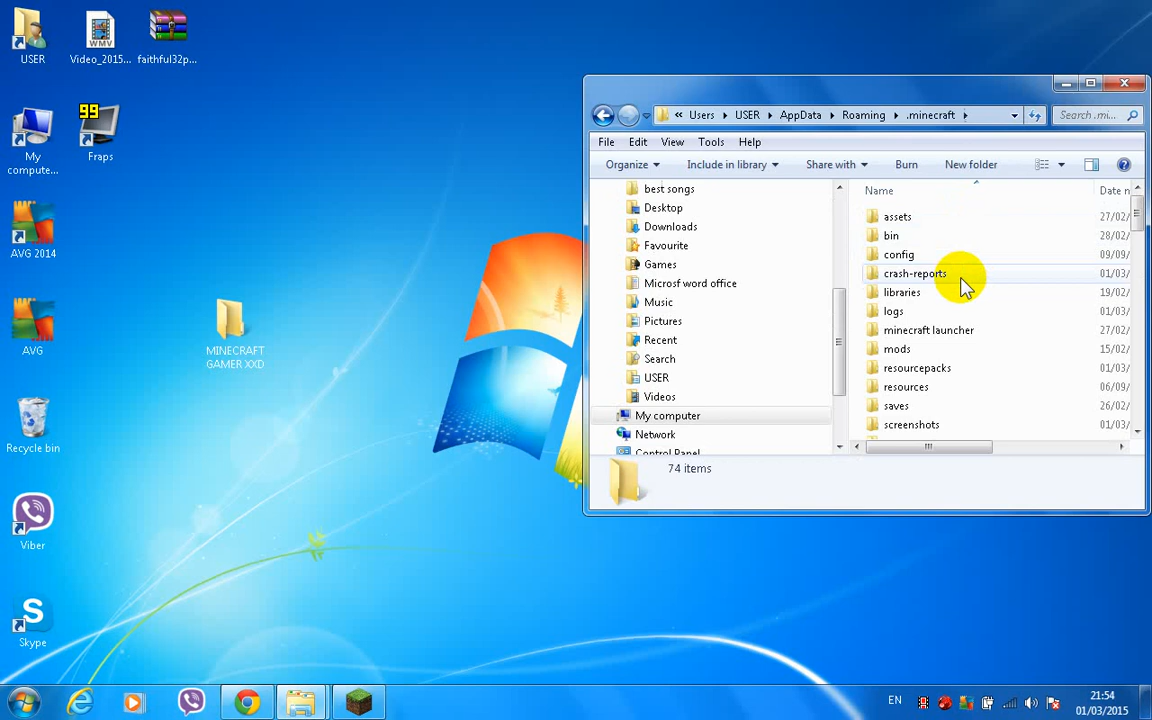 USER
Video_2015...
faithful32p...
My
compute...
99
Fraps
AVG 2014
AVG
Recycle bin
Viber
Skype
MINECRAFT
GAMER XXD
« Users ▸ USER ▸ AppData ▸ Roaming ▸ .minecraft ▸
Search .mi...
File Edit View Tools Help
Organize Include in library Share with Burn New folder
best songs
Desktop
Downloads
Favourite
Games
Microsf word office
Music
Pictures
Recent
Search
USER
Videos
My computer
Network
Control Panel
Name Date n
assets 27/02/
bin 28/02/
config 09/09/
crash-reports 01/03/
libraries 19/02/
logs 01/03/
minecraft launcher 27/02/
mods 15/02/
resourcepacks 01/03/
resources 06/09/
saves 26/02/
screenshots 01/03/
74 items
EN
21:54
01/03/2015